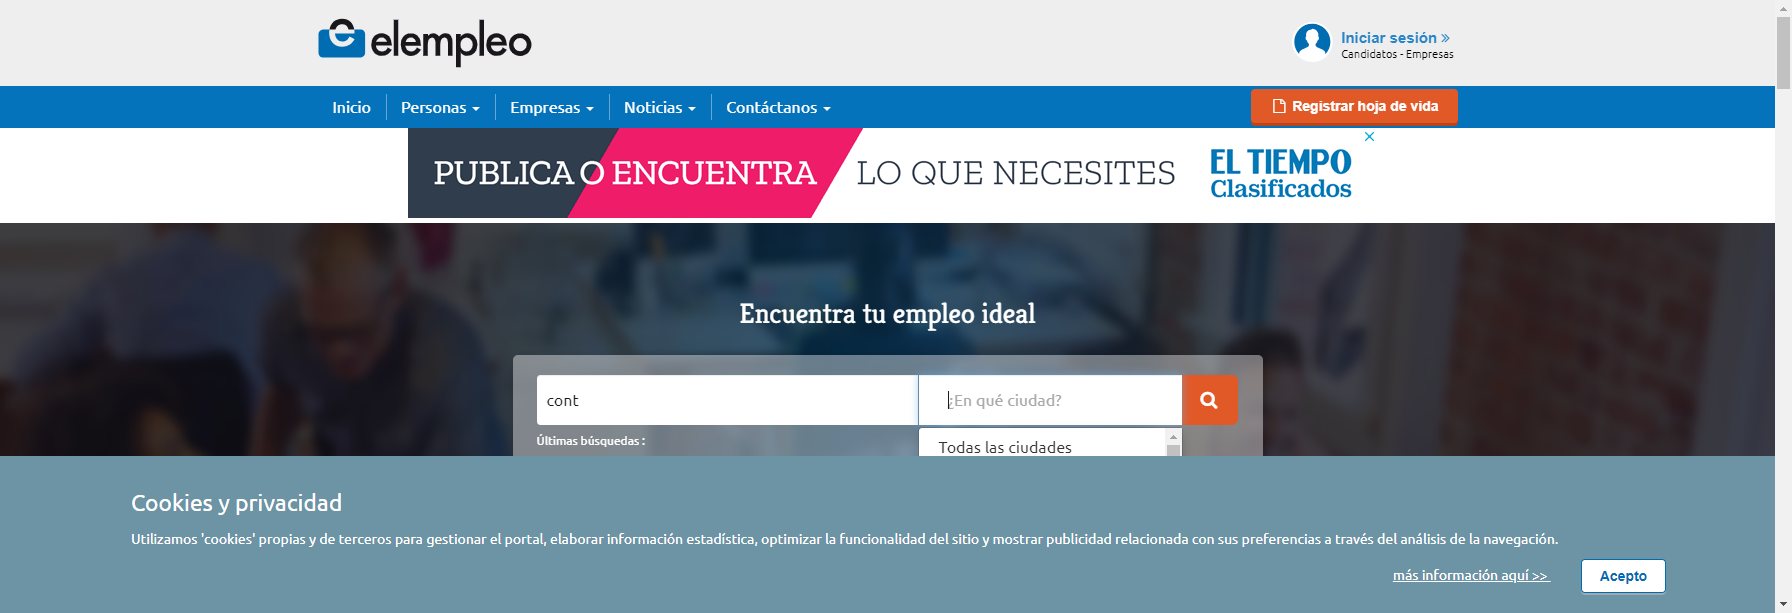 elempleo
Iniciar sesión »
Candidatos - Empresas
Inicio
Personas
Empresas
Noticias
Contáctanos
Registrar hoja de vida
PUBLICA O ENCUENTRA LO QUE NECESITES
EL TIEMPO
Clasificados
Encuentra tu empleo ideal
cont
¿En qué ciudad?
Últimas búsquedas :
Todas las ciudades
Cookies y privacidad
Utilizamos 'cookies' propias y de terceros para gestionar el portal, elaborar información estadística, optimizar la funcionalidad del sitio y mostrar publicidad relacionada con sus preferencias a través del análisis de la navegación.
más información aquí >>
Acepto